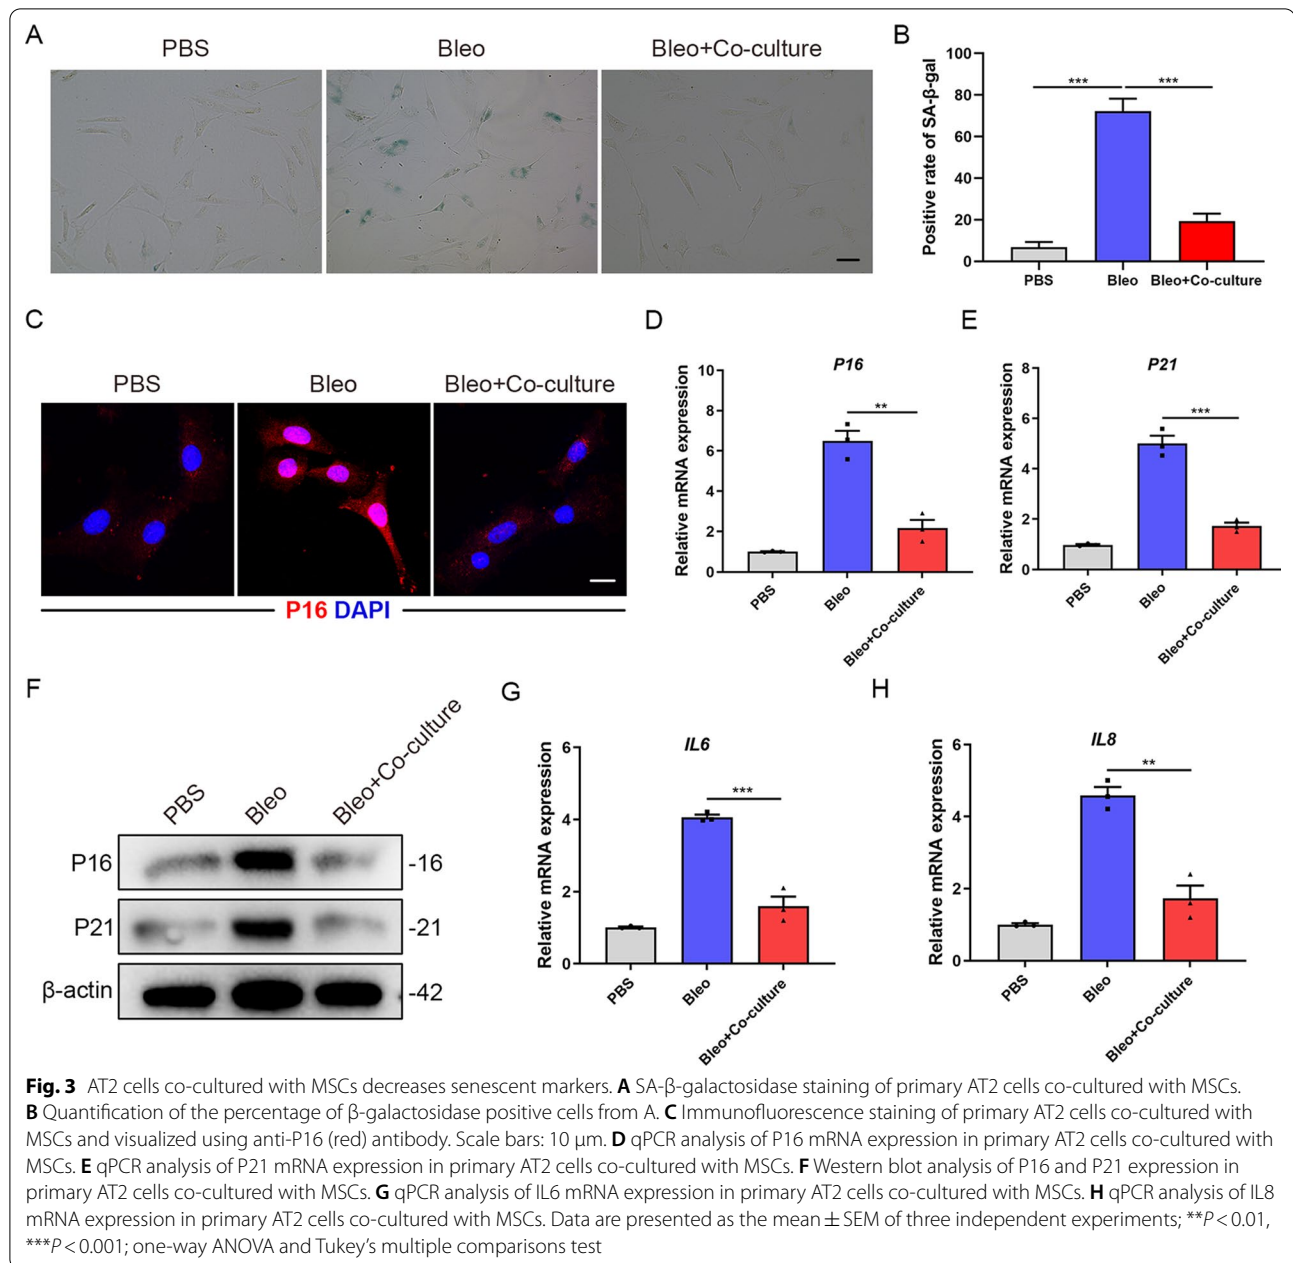 A
PBS
Bleo
Bleo+Co-culture
B
Positive rate of SA-β-gal
100
80
60
40
20
0
***
***
PBS
Bleo
Bleo+Co-culture
C
PBS
Bleo
Bleo+Co-culture
P16 DAPI
D
P16
Relative mRNA expression
10
8
6
4
2
0
**
PBS
Bleo
Bleo+Co-culture
E
P21
Relative mRNA expression
8
6
4
2
0
***
PBS
Bleo
Bleo+Co-culture
F
PBS
Bleo
Bleo+Co-culture
P16
-16
P21
-21
β-actin
-42
G
IL6
Relative mRNA expression
6
4
2
0
***
PBS
Bleo
Bleo+Co-culture
H
IL8
Relative mRNA expression
6
4
2
0
**
PBS
Bleo
Bleo+Co-culture
Fig. 3 AT2 cells co-cultured with MSCs decreases senescent markers. A SA-β-galactosidase staining of primary AT2 cells co-cultured with MSCs.
B Quantification of the percentage of β-galactosidase positive cells from A. C Immunofluorescence staining of primary AT2 cells co-cultured with
MSCs and visualized using anti-P16 (red) antibody. Scale bars: 10 µm. D qPCR analysis of P16 mRNA expression in primary AT2 cells co-cultured with
MSCs. E qPCR analysis of P21 mRNA expression in primary AT2 cells co-cultured with MSCs. F Western blot analysis of P16 and P21 expression in
primary AT2 cells co-cultured with MSCs. G qPCR analysis of IL6 mRNA expression in primary AT2 cells co-cultured with MSCs. H qPCR analysis of IL8
mRNA expression in primary AT2 cells co-cultured with MSCs. Data are presented as the mean ± SEM of three independent experiments; **P < 0.01,
***P < 0.001; one-way ANOVA and Tukey's multiple comparisons test